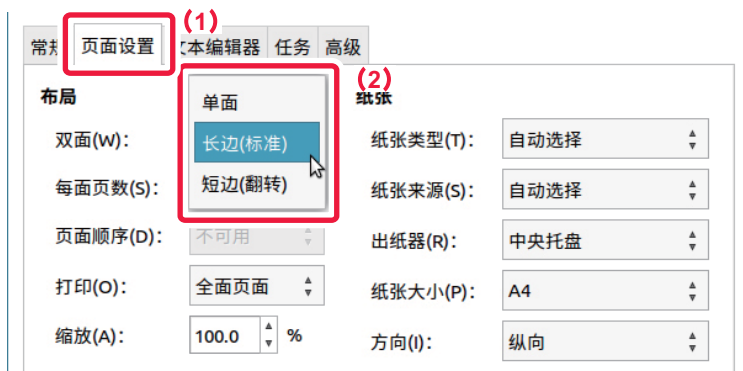 (1)
常规 页面设置 文本编辑器 任务 高级
(2)
布局
单面
双面(W):
长边(标准)
每面页数(S):
短边(翻转)
页面顺序(D):
不可用
打印(O):
全面页面
缩放(A):
100.0 %
纸张
纸张类型(T):
自动选择
纸张来源(S):
自动选择
出纸器(R):
中央托盘
纸张大小(P):
A4
方向(I):
纵向